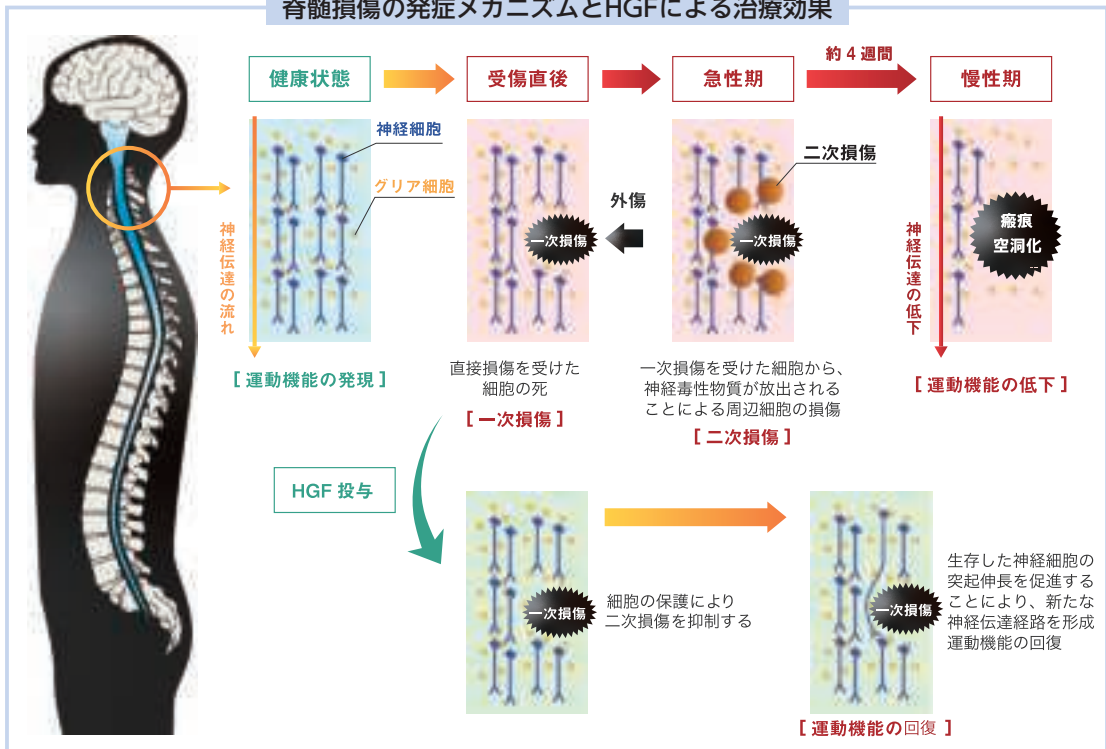 脊髄損傷の発症メカニズムとHGFによる治療効果
健康状態
受傷直後
急性期
約4週間
慢性期
神経細胞
グリア細胞
神経伝達の流れ
[ 運動機能の発現 ]
一次損傷
外傷
直接損傷を受けた
細胞の死
[ 一次損傷 ]
二次損傷
一次損傷
一次損傷を受けた細胞から、
神経毒性物質が放出される
ことによる周辺細胞の損傷
[ 二次損傷 ]
瘢痕
空洞化
神経伝達の低下
[ 運動機能の低下 ]
HGF 投与
一次損傷
細胞の保護により
二次損傷を抑制する
一次損傷
生存した神経細胞の
突起伸長を促進する
ことにより、新たな
神経伝達経路を形成
運動機能の回復
[ 運動機能の回復 ]